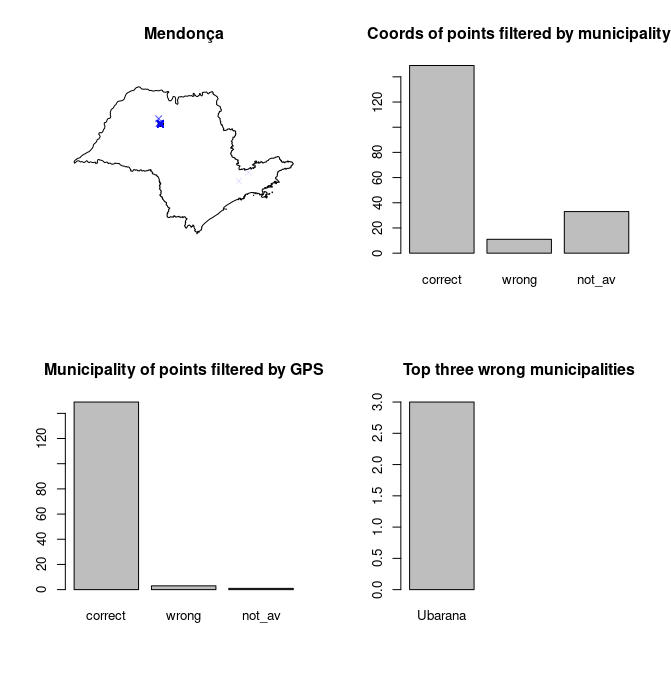 Mendonça
Coords of points filtered by municipality
0 20 40 60 80 120
correct wrong not_av
Municipality of points filtered by GPS
0 20 40 60 80 120
correct wrong not_av
Top three wrong municipalities
0.0 0.5 1.0 1.5 2.0 2.5 3.0
Ubarana